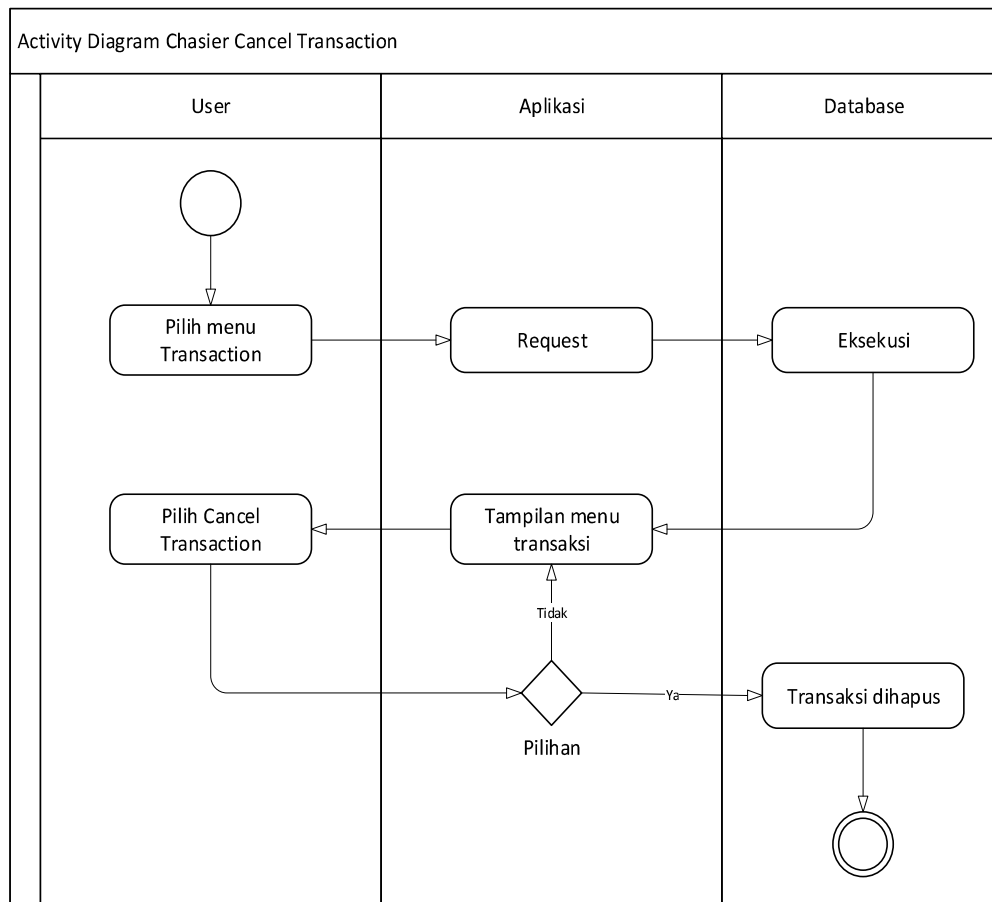 Activity Diagram Chasier Cancel Transaction
User
Aplikasi
Database
Pilih menu
Transaction
Request
Eksekusi
Pilih Cancel
Transaction
Tampilan menu
transaksi
Tidak
Ya
Transaksi dihapus
Pilihan